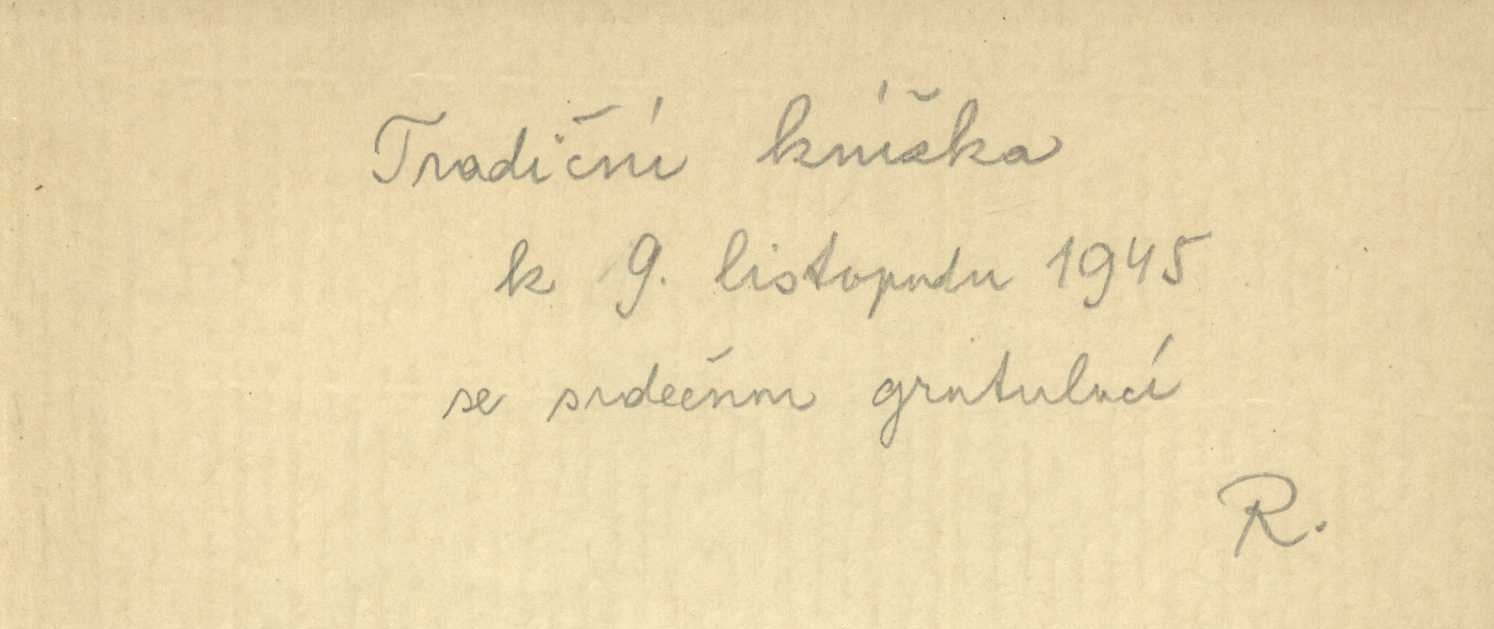 Tradiční knížka
k 9. listopadu 1945
se srdečnou gratulací
R.